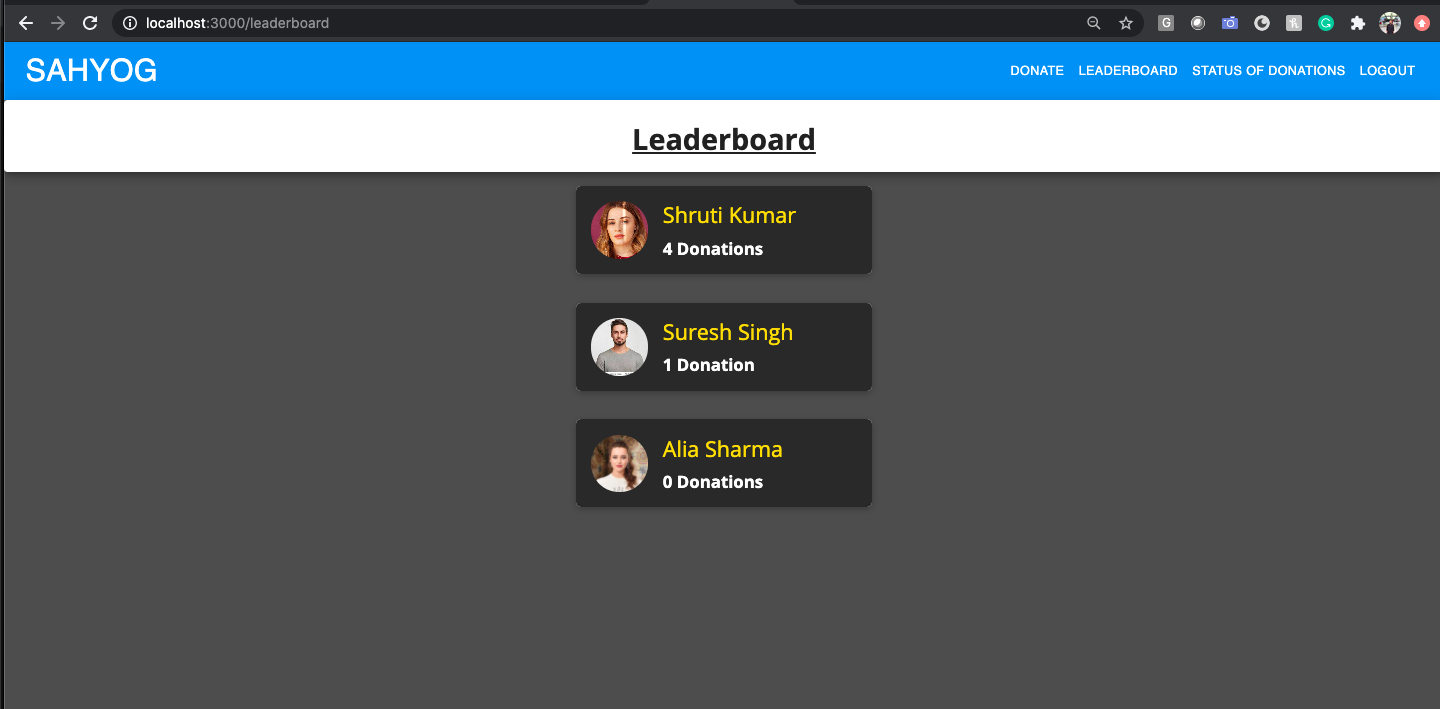 localhost:3000/leaderboard
SAHYOG
DONATE LEADERBOARD STATUS OF DONATIONS LOGOUT
Leaderboard
Shruti Kumar
4 Donations
Suresh Singh
1 Donation
Alia Sharma
0 Donations